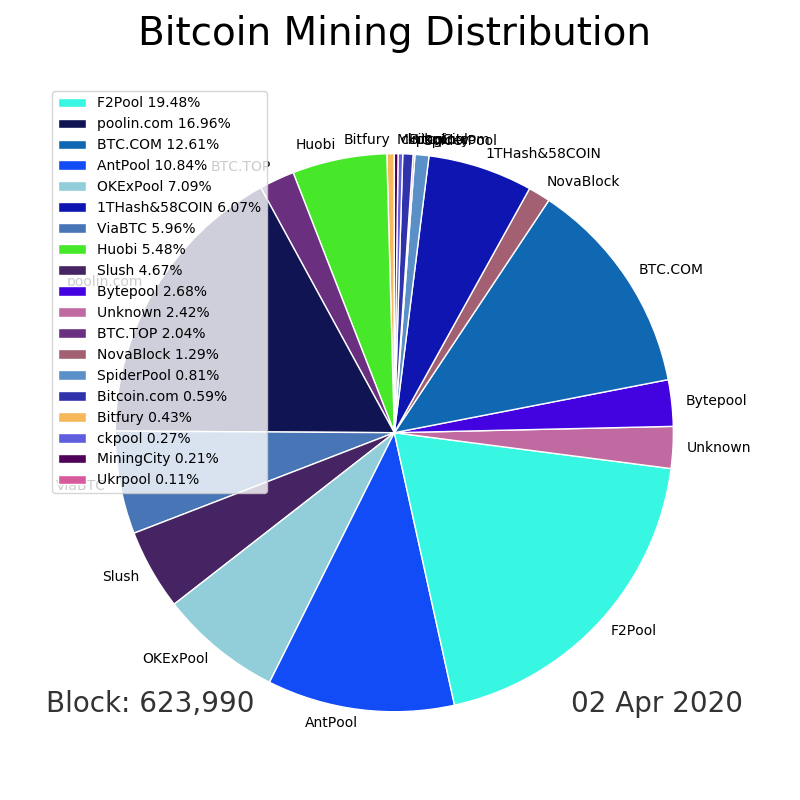 Bitcoin Mining Distribution
F2Pool 19.48%
poolin.com 16.96%
BTC.COM 12.61%
AntPool 10.84%
OKExPool 7.09%
1THash&58COIN 6.07%
ViaBTC 5.96%
Huobi 5.48%
Slush 4.67%
Bytepool 2.68%
Unknown 2.42%
BTC.TOP 2.04%
NovaBlock 1.29%
SpiderPool 0.81%
Bitcoin.com 0.59%
Bitfury 0.43%
ckpool 0.27%
MiningCity 0.21%
Ukrpool 0.11%
Bitfury
Huobi
BTC.TOP
poolin.com
ViaBTC
Slush
OKExPool
AntPool
F2Pool
Unknown
Bytepool
BTC.COM
NovaBlock
1THash&58COIN
Block: 623,990
02 Apr 2020